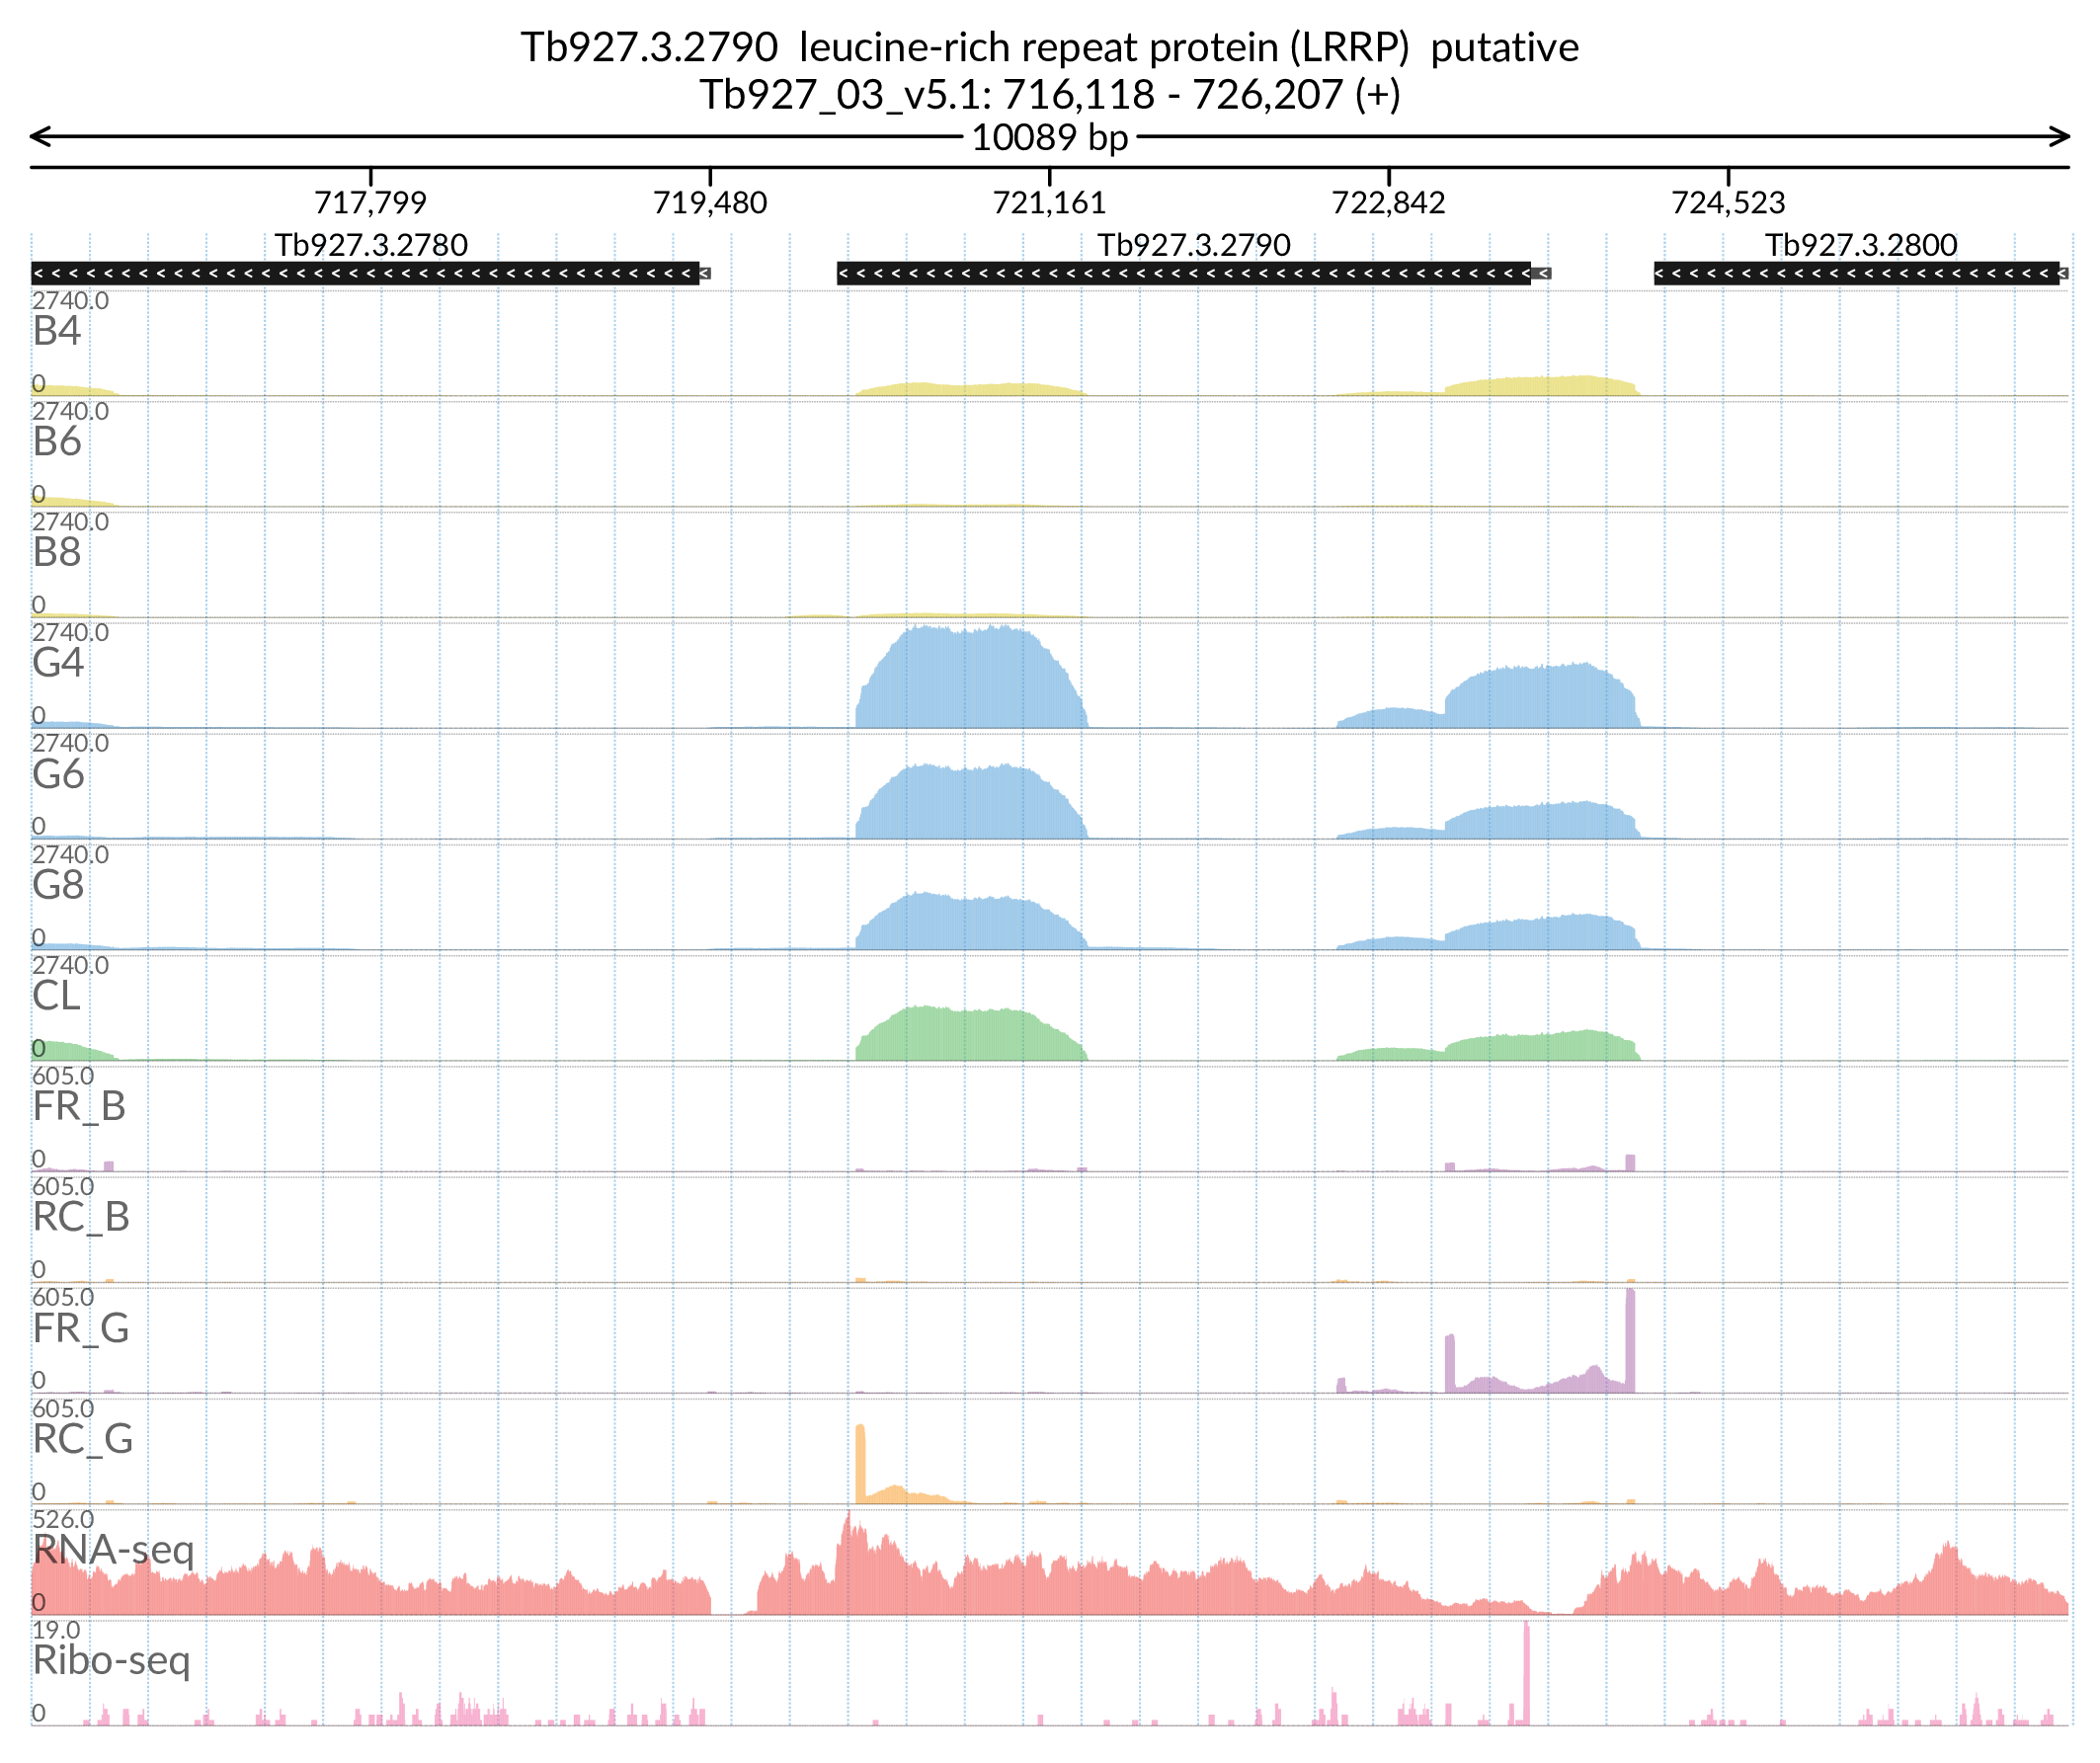 Tb927.3.2790 leucine-rich repeat protein (LRRP) putative
Tb927_03_v5.1: 716,118 - 726,207 (+)
10089 bp
717,799 719,480 721,161 722,842 724,523
Tb927.3.2780 Tb927.3.2790 Tb927.3.2800
2740.0
B4
0
2740.0
B6
0
2740.0
B8
0
2740.0
G4
0
2740.0
G6
0
2740.0
G8
0
2740.0
CL
0
605.0
FR_B
0
605.0
RC_B
0
605.0
FR_G
0
605.0
RC_G
0
526.0
RNA-seq
0
19.0
Ribo-seq
0